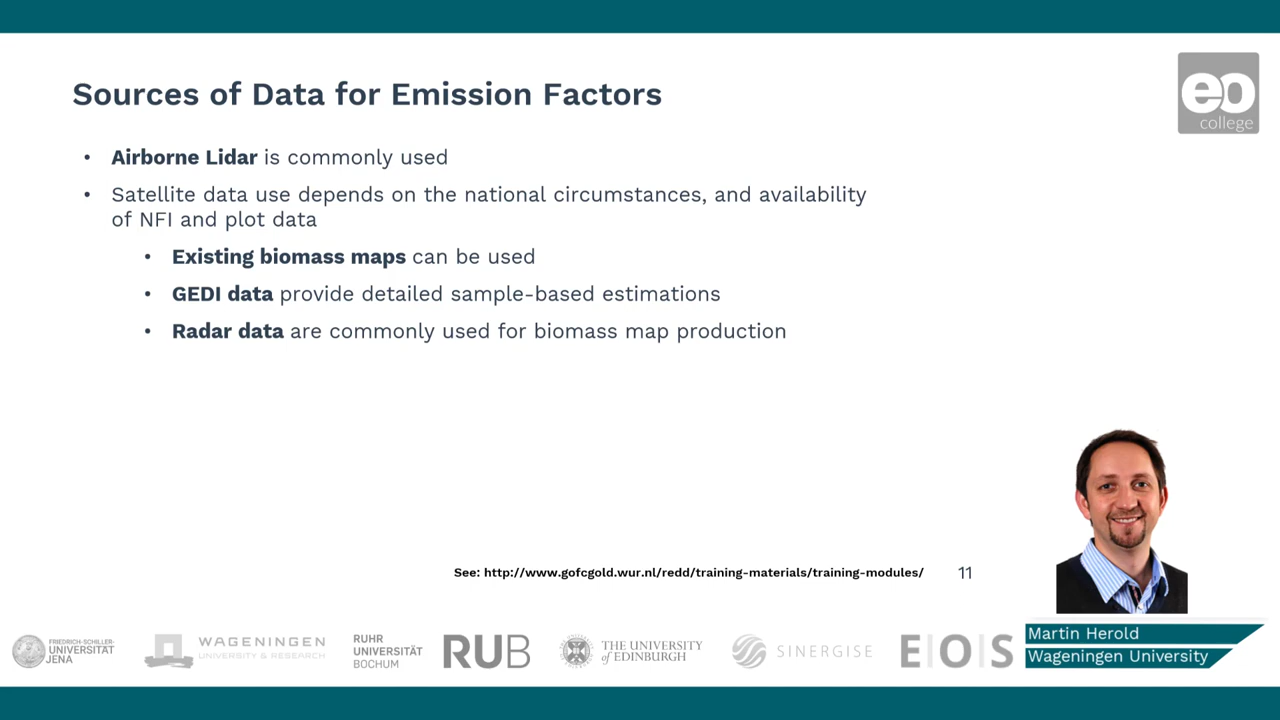 Sources of Data for Emission Factors
eo
college
• Airborne Lidar is commonly used
• Satellite data use depends on the national circumstances, and availability
of NFI and plot data
• Existing biomass maps can be used
• GEDI data provide detailed sample-based estimations
• Radar data are commonly used for biomass map production
See: http://www.gofcgold.wur.nl/redd/training-materials/training-modules/
11
FRIEDRICH-SCHILLER-
UNIVERSITÄT
JENA
WAGENINGEN
UNIVERSITY & RESEARCH
RUHR
UNIVERSITÄT
BOCHUM
RUB
THE UNIVERSITY
of EDINBURGH
SINERGISE
E|O|S
Martin Herold
Wageningen University